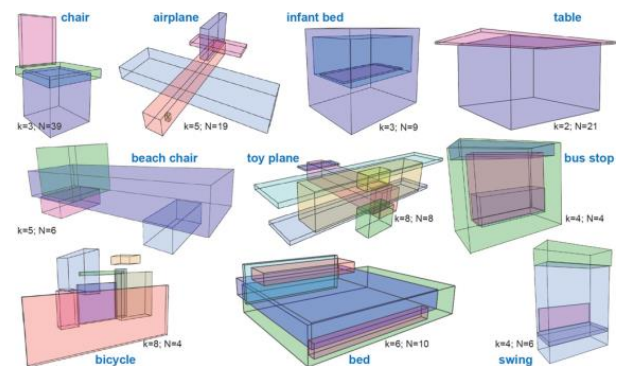 chair
airplane
infant bed
table
k=3; N=39
k=5; N=19
k=3; N=9
k=2; N=21
beach chair
toy plane
bus stop
k=5; N=6
k=8; N=8
k=4; N=4
k=8; N=4
k=6; N=10
k=4; N=6
bicycle
bed
swing